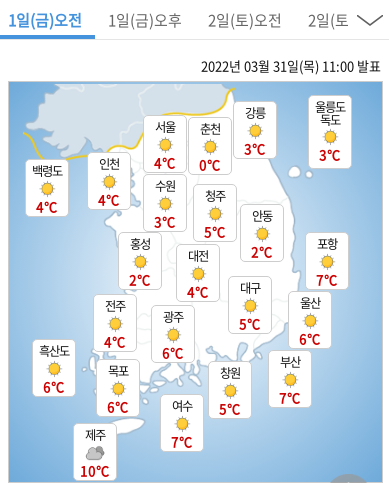 1일(금)오전 1일(금)오후 2일(토)오전 2일(토
2022년 03월 31일(목) 11:00 발표
강릉
3℃
울릉도
독도
3℃
서울
4℃
춘천
0℃
백령도
4℃
인천
4℃
수원
3℃
청주
5℃
안동
2℃
홍성
2℃
대전
4℃
포항
7℃
대구
5℃
전주
4℃
울산
6℃
광주
6℃
흑산도
6℃
목포
6℃
창원
5℃
부산
7℃
여수
7℃
제주
10℃